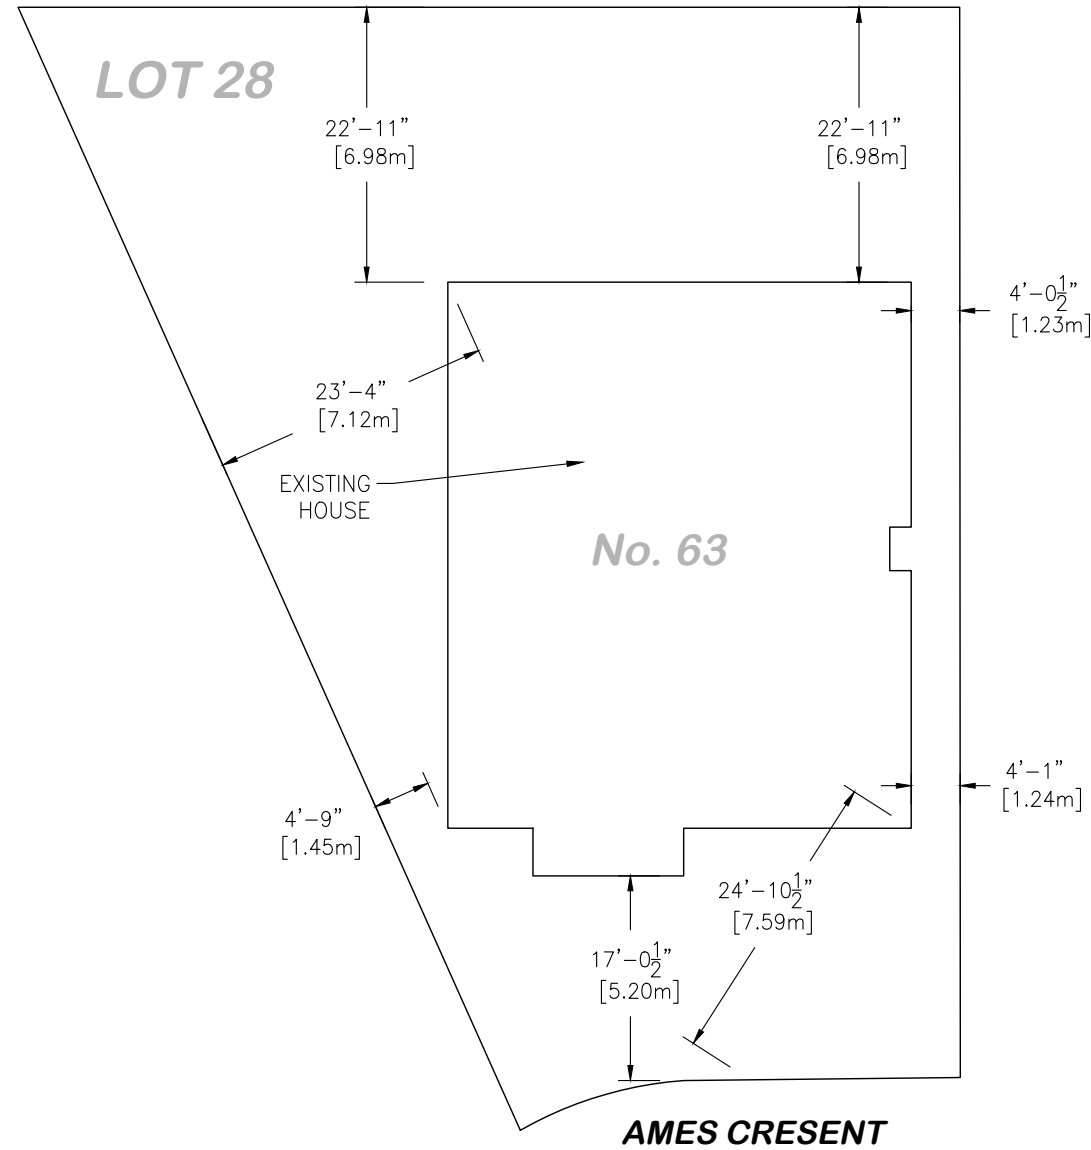 LOT 28
22’-11”
[6.98m]
22’-11”
[6.98m]
4’-0½”
[1.23m]
23’-4”
[7.12m]
EXISTING
HOUSE
No. 63
4’-1”
[1.24m]
4’-9”
[1.45m]
24’-10½”
[7.59m]
17’-0½”
[5.20m]
AMES CRESENT